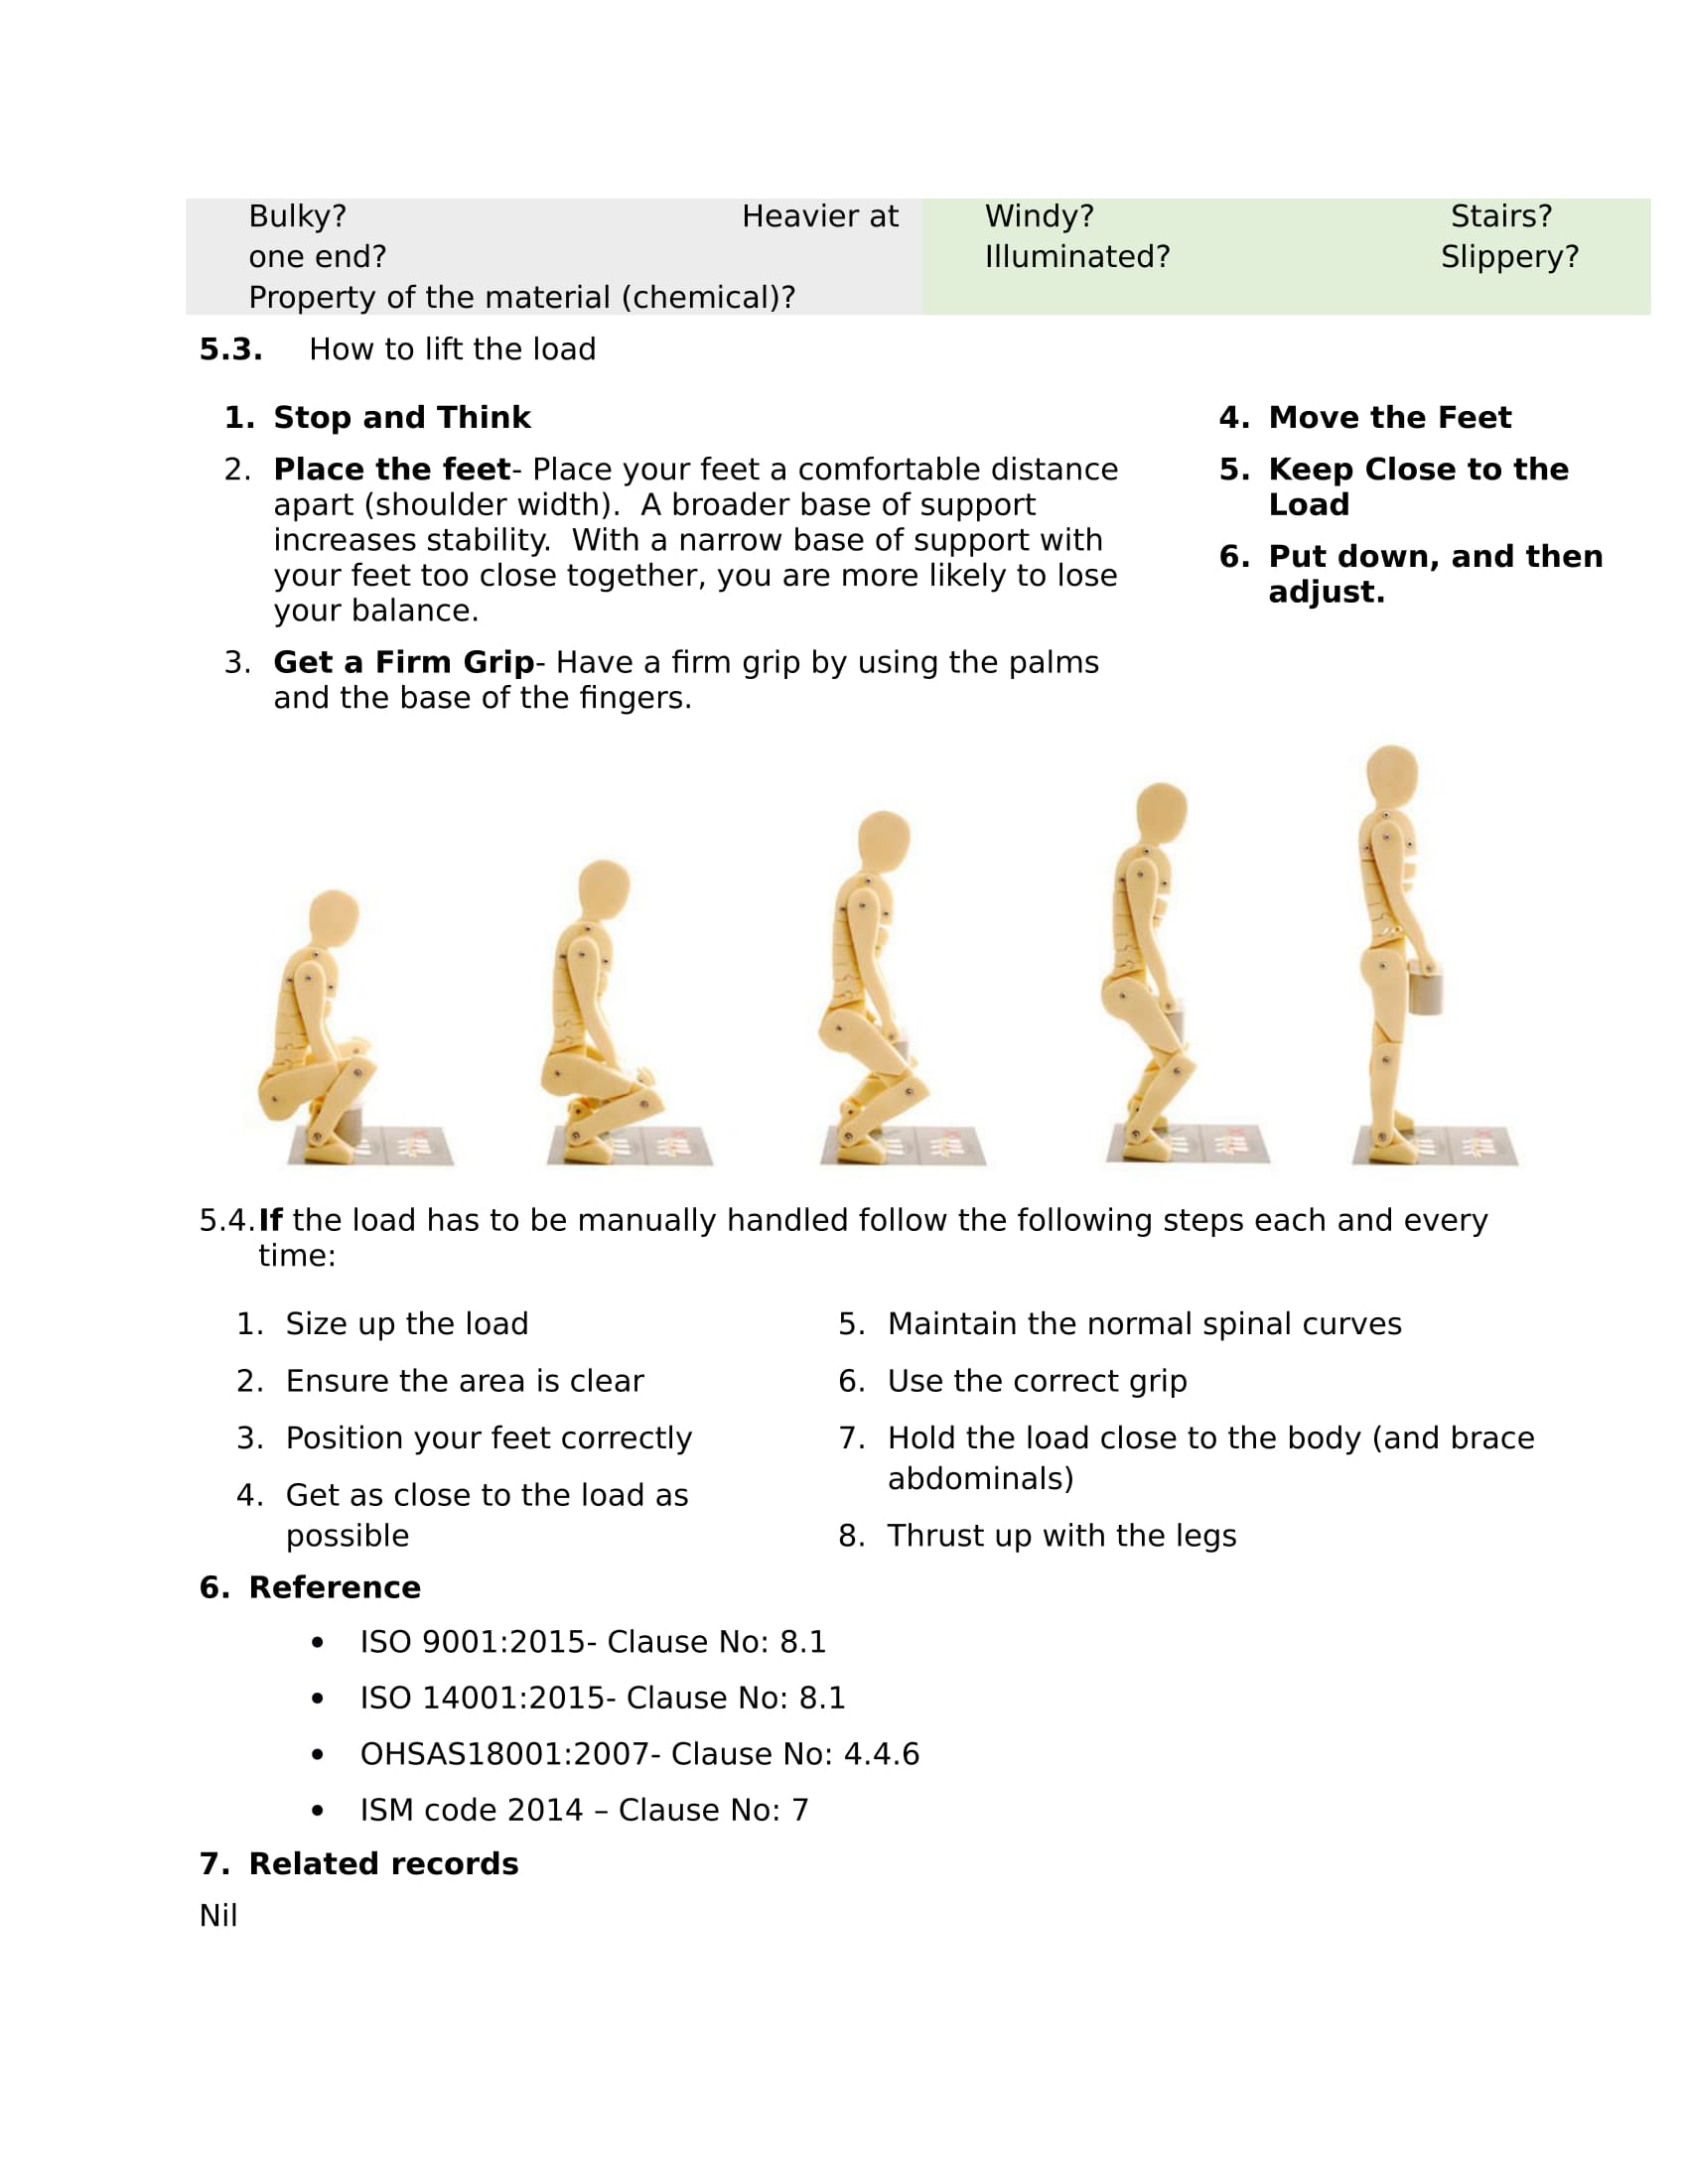 Bulky? Heavier at
one end?
Property of the material (chemical)?
Windy? Stairs?
Illuminated? Slippery?
5.3. How to lift the load
1. Stop and Think
2. Place the feet- Place your feet a comfortable distance
apart (shoulder width). A broader base of support
increases stability. With a narrow base of support with
your feet too close together, you are more likely to lose
your balance.
3. Get a Firm Grip- Have a firm grip by using the palms
and the base of the fingers.
4. Move the Feet
5. Keep Close to the
Load
6. Put down, and then
adjust.
5.4. If the load has to be manually handled follow the following steps each and every
time:
1. Size up the load
2. Ensure the area is clear
3. Position your feet correctly
4. Get as close to the load as
possible
5. Maintain the normal spinal curves
6. Use the correct grip
7. Hold the load close to the body (and brace
abdominals)
8. Thrust up with the legs
6. Reference
• ISO 9001:2015- Clause No: 8.1
• ISO 14001:2015- Clause No: 8.1
• OHSAS18001:2007- Clause No: 4.4.6
• ISM code 2014 – Clause No: 7
7. Related records
Nil